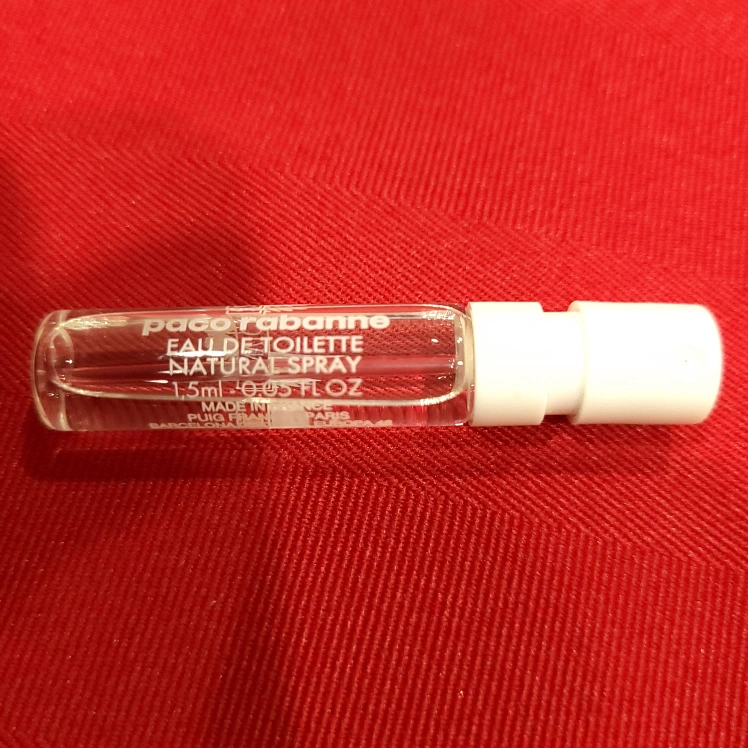 paco rabanne
EAU DE TOILETTE
NATURAL SPRAY
1,5ml - 0.05 FL OZ
MADE IN FRANCE
PUIG FRANCE PARIS
BARCELONA